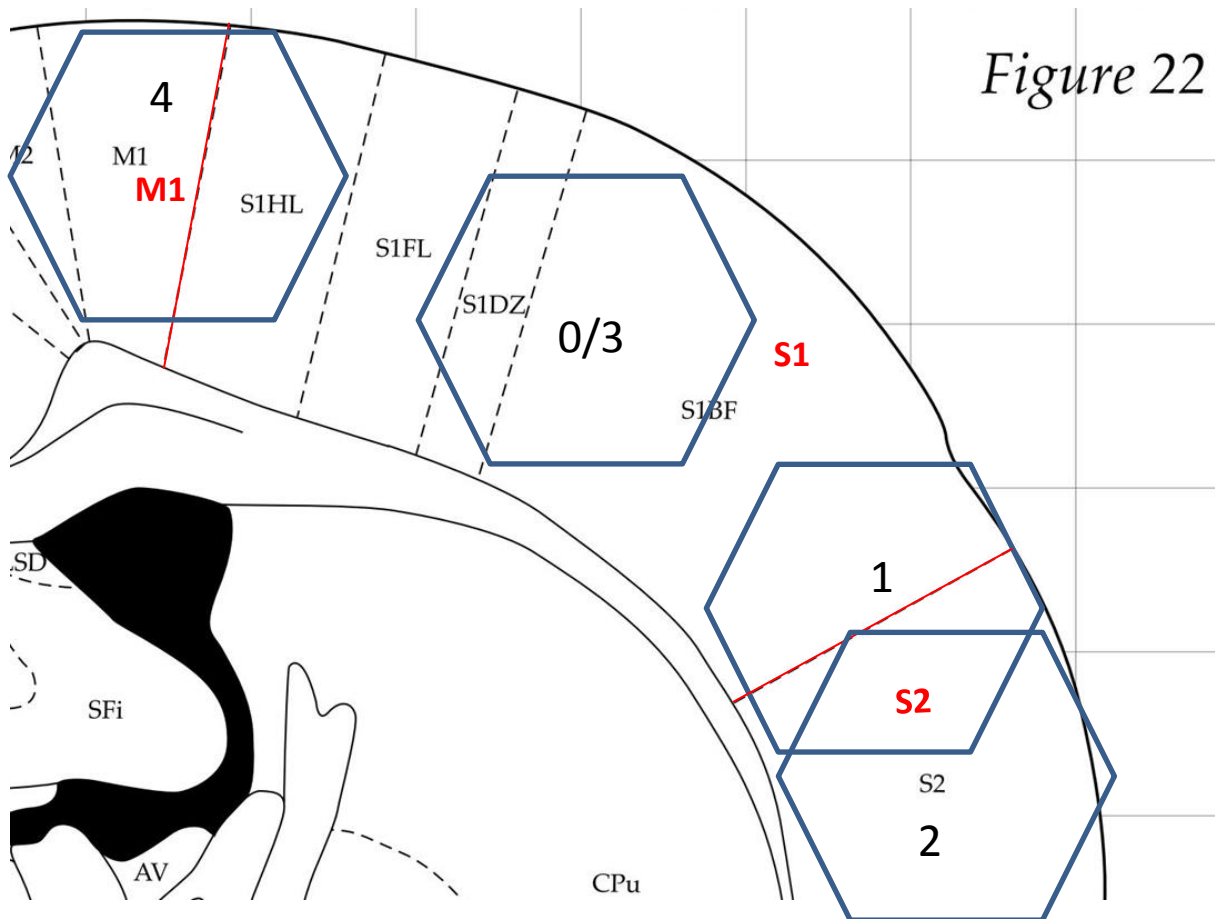 Figure 22
4
M2
M1
M1
S1HL
S1FL
S1DZ
0/3
S1
S1BF
1
SD
S2
SFi
S2
2
AV
CPu